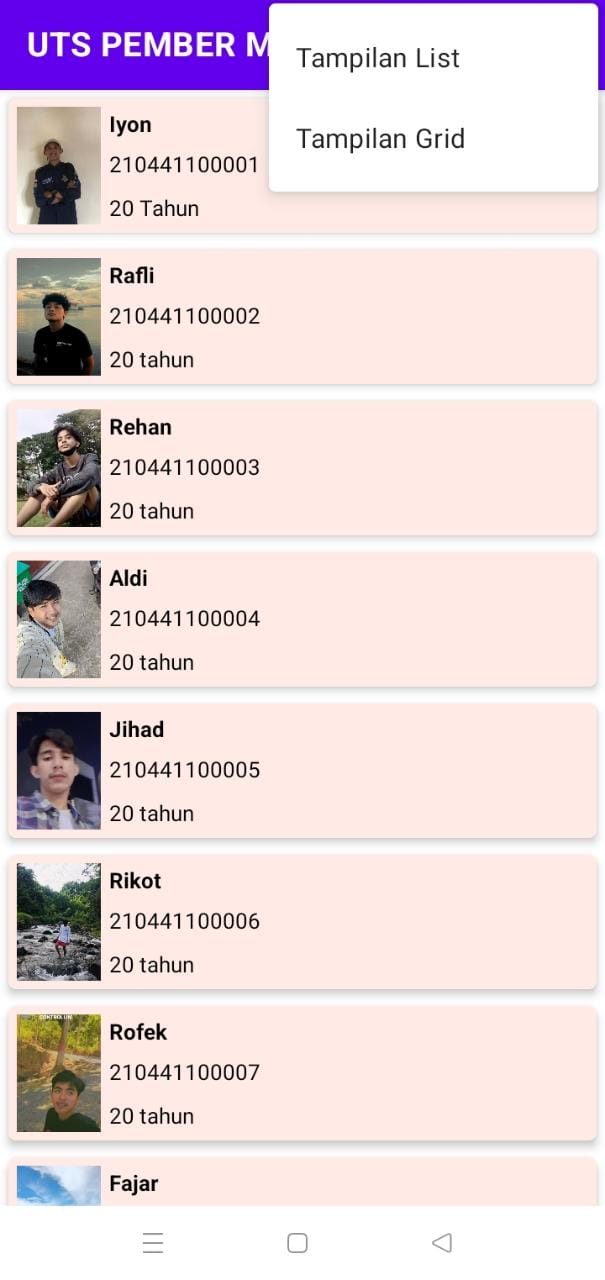 UTS PEMBER M
Tampilan List
Tampilan Grid
Iyon
210441100001
20 Tahun
Rafli
210441100002
20 tahun
Rehan
210441100003
20 tahun
Aldi
210441100004
20 tahun
Jihad
210441100005
20 tahun
Rikot
210441100006
20 tahun
Rofek
210441100007
20 tahun
Fajar